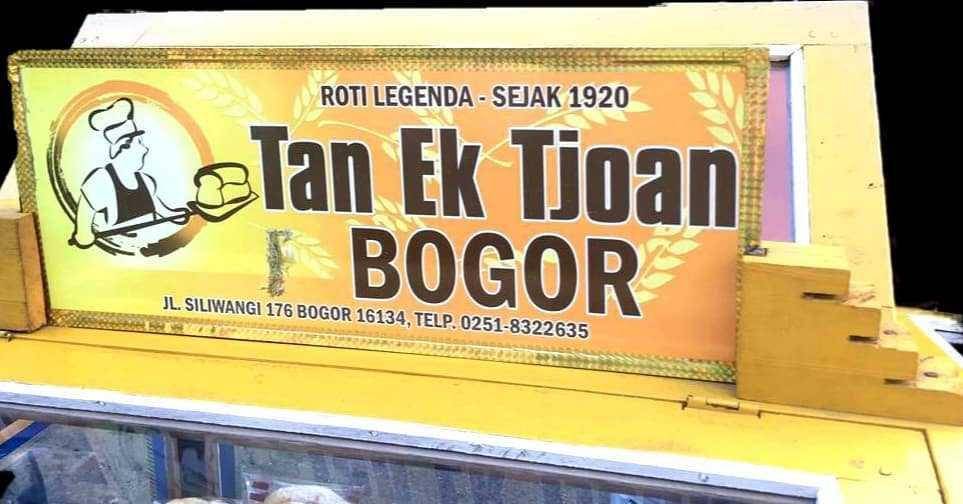 ROTI LEGENDA - SEJAK 1920
Tan Ek Tjoan
BOGOR
JL. SILIWANGI 176 BOGOR 16134, TELP. 0251-8322635